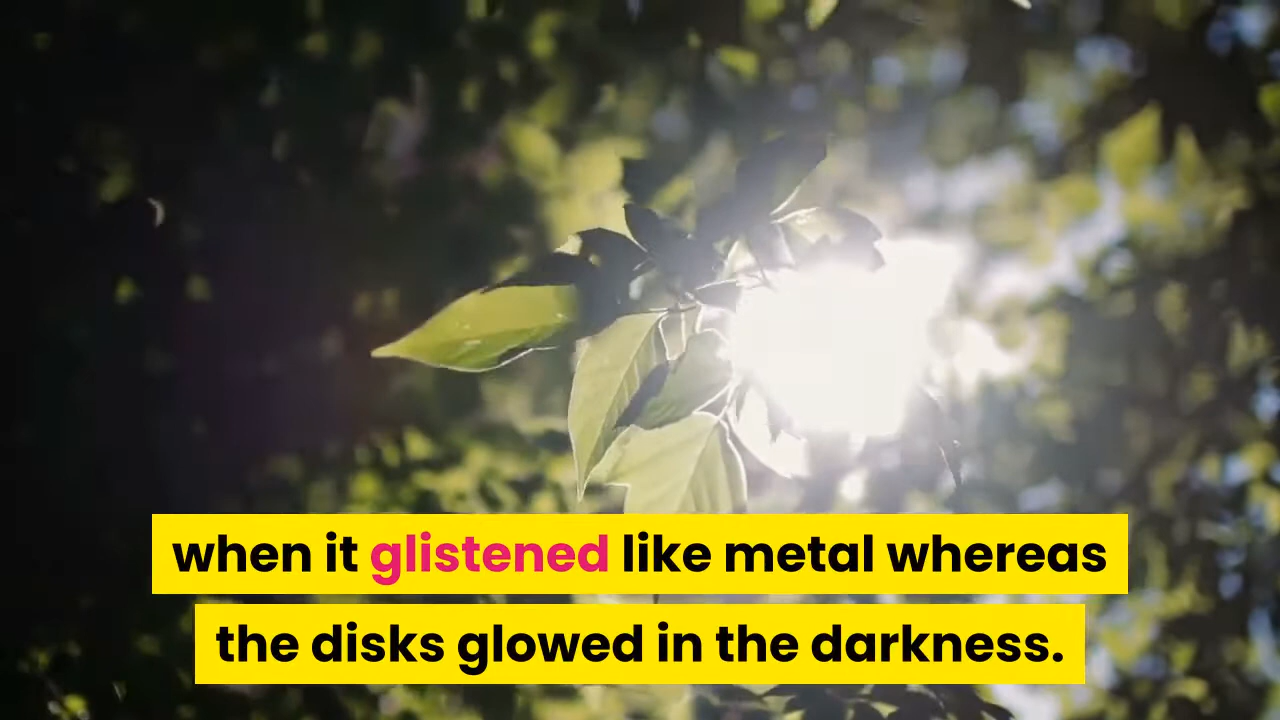 when it glistened like metal whereas
the disks glowed in the darkness.